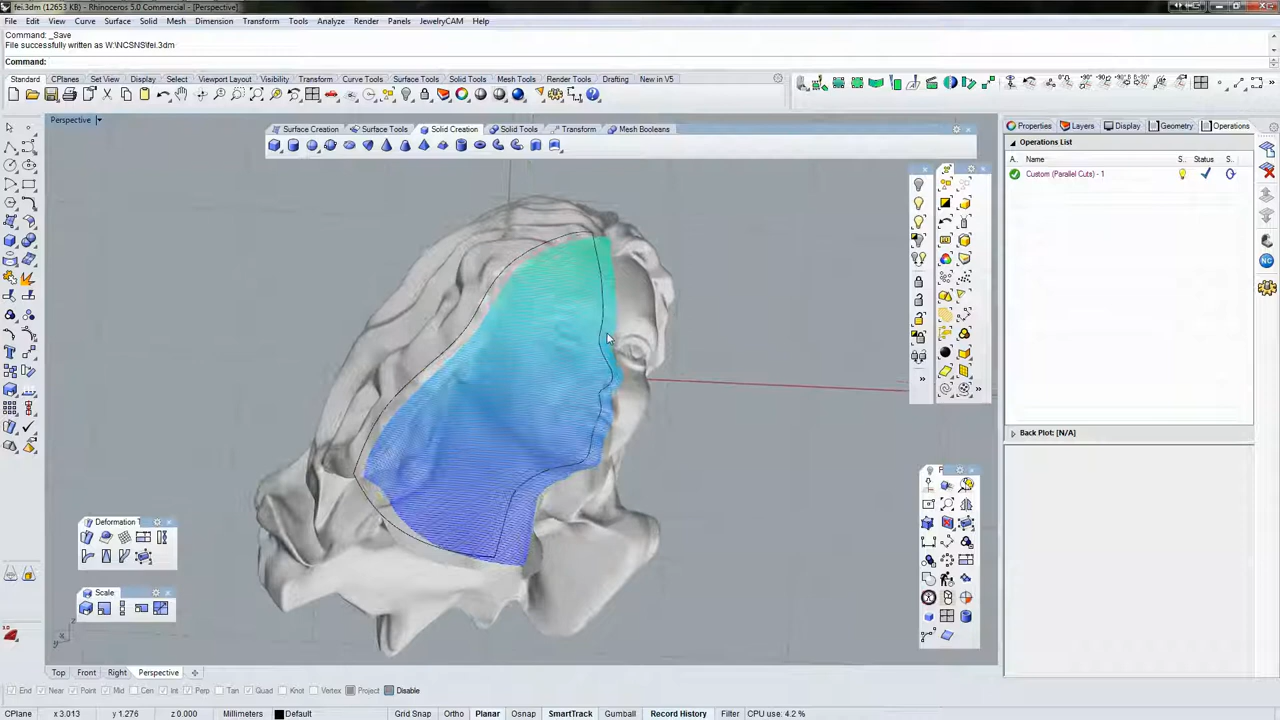 fei.3dm (12653 KB) - Rhinoceros 5.0 Commercial - [Perspective]
File Edit View Curve Surface Solid Mesh Dimension Transform Tools Analyze Render Panels JewelryCAM Help
Command: _Save
File successfully written as W:\NCSNS\fei.3dm
Command:
Standard CPlanes Set View Display Select Viewport Layout Visibility Transform Curve Tools Surface Tools Solid Tools Mesh Tools Render Tools Drafting New in V5
Perspective
Surface Creation Surface Tools Solid Creation Solid Tools Transform Mesh Booleans
Properties Layers Display Geometry Operations
Operations List
A.. Name S.. Status S..
Custom (Parallel Cuts) - 1
NC
Back Plot: [N/A]
Deformation T
Scale
z
x
y
Top Front Right Perspective
End Near Point Mid Cen Int Perp Tan Quad Knot Vertex Project Disable
CPlane x 3.013 y 1.276 z 0.000 Millimeters Default Grid Snap Ortho Planar Osnap SmartTrack Gumball Record History Filter CPU use: 4.2 %